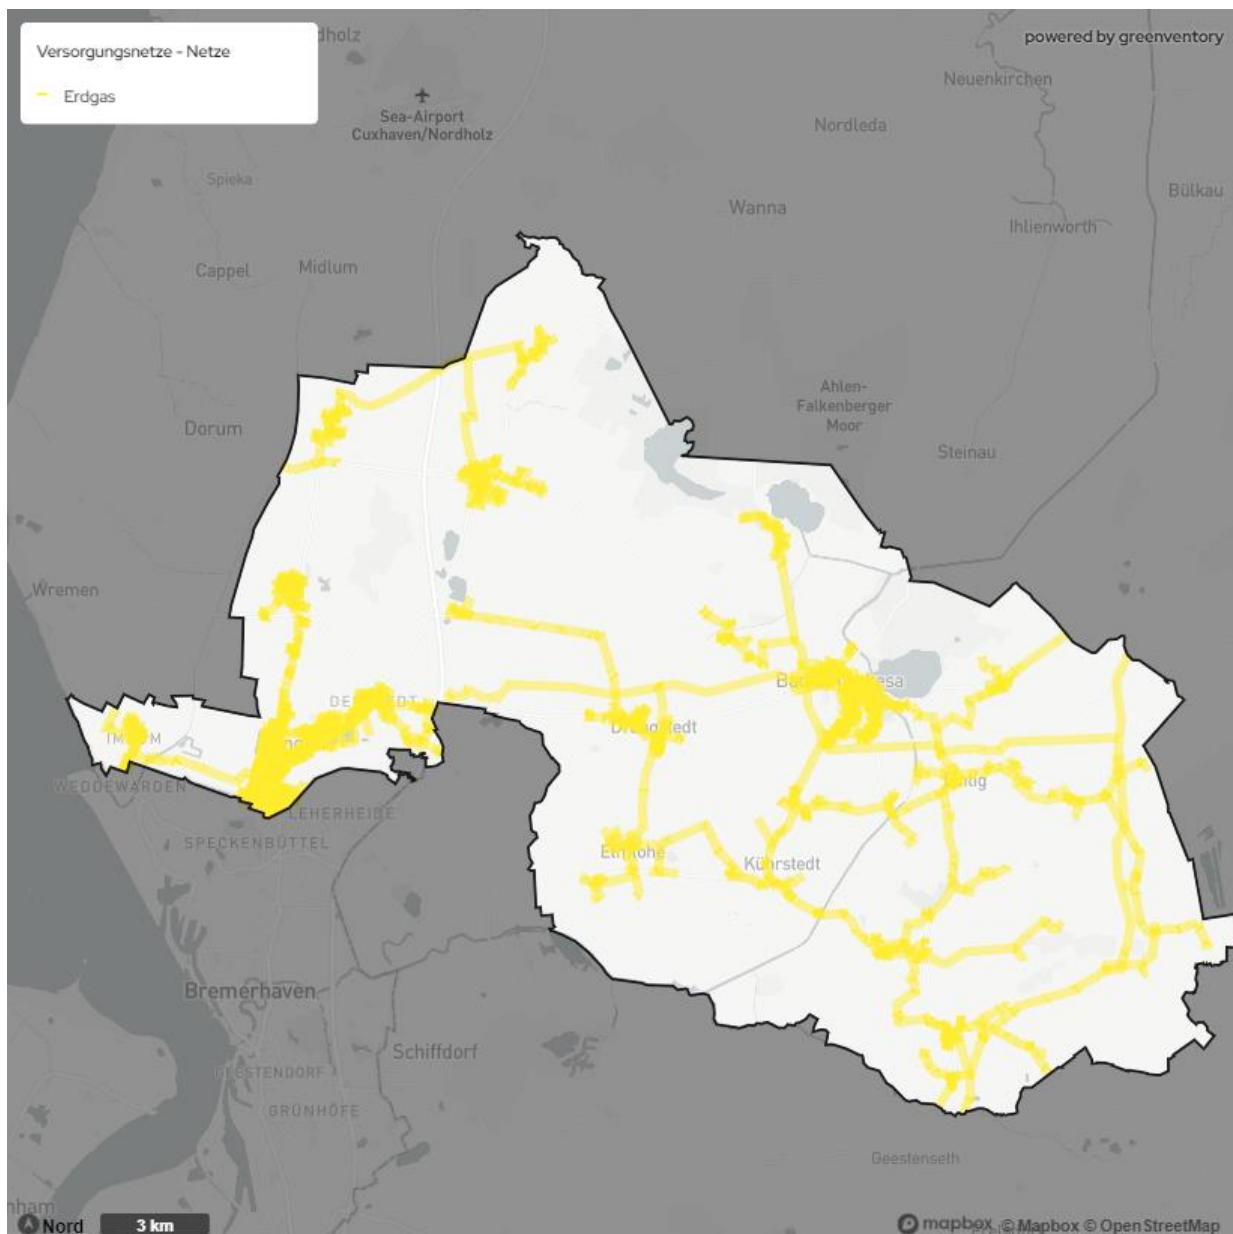 Versorgungsnetze - Netze
Erdgas
powered by greenventory
Neuenkirchen
Sea-Airport
Cuxhaven/Nordholz
Nordleda
Spieka
Bülkau
Wanna
Ihlienworth
Cappel
Midlum
Ahlen-
Falkenberger
Moor
Dorum
Steinau
Wremen
Kührstedt
WEDDEWARDEN
LEHERHEIDE
SPECKENBÜTTEL
Bremerhaven
Schiffdorf
GEESTENDORF
GRÜNHÖFE
Geestenseth
Nord
3 km
mapbox © Mapbox © OpenStreetMap